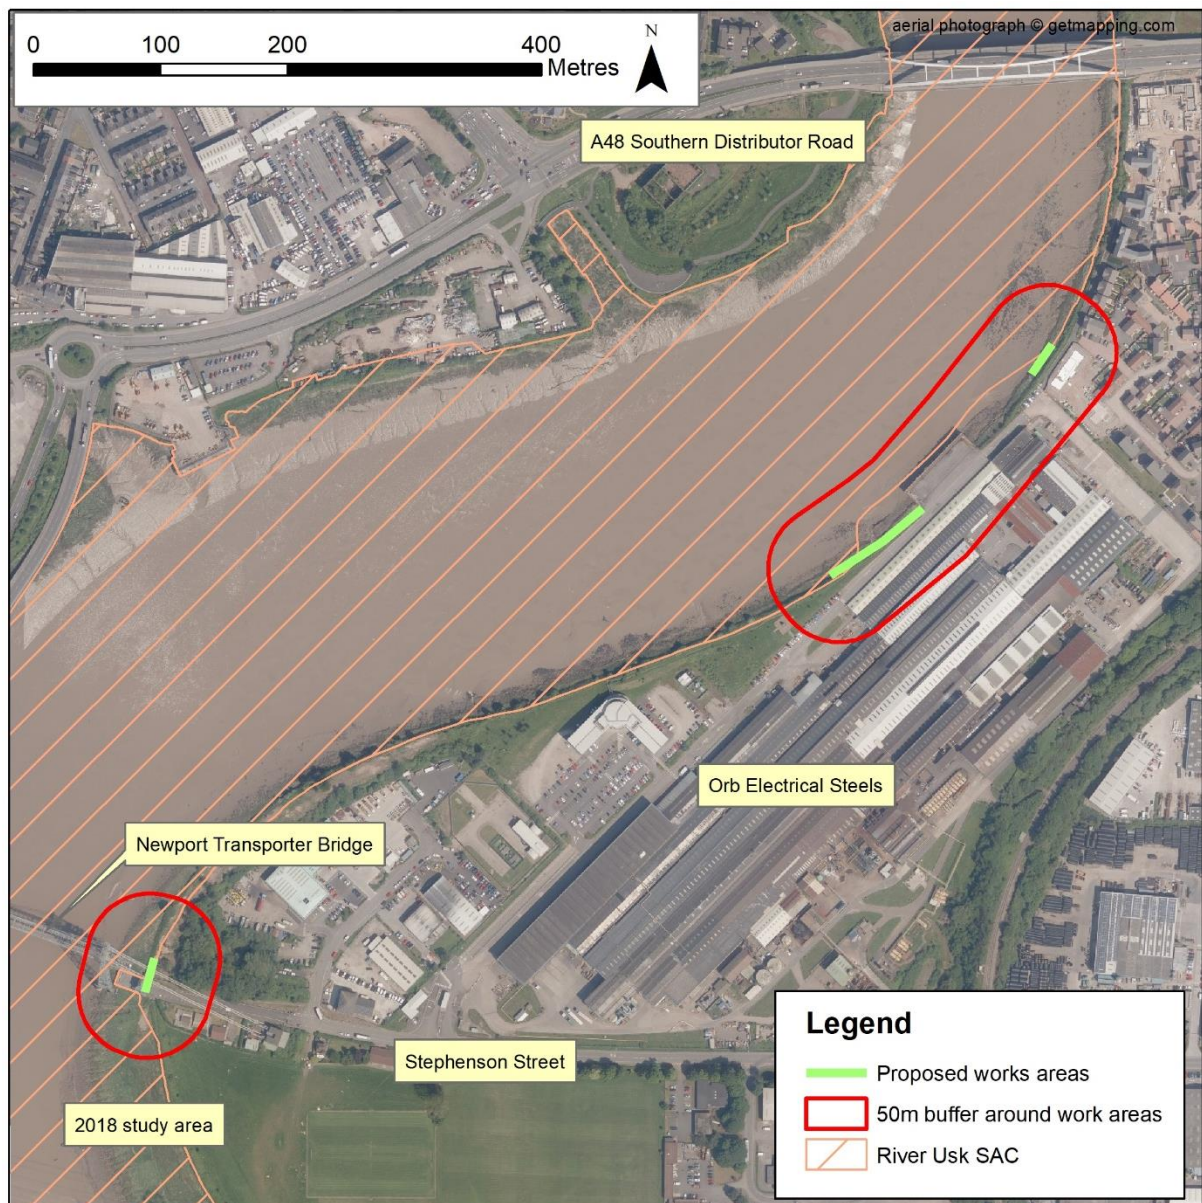 aerial photograph © getmapping.com
0 100 200 400
Metres
N
A48 Southern Distributor Road
Orb Electrical Steels
Newport Transporter Bridge
Stephenson Street
2018 study area
Legend
Proposed works areas
50m buffer around work areas
River Usk SAC